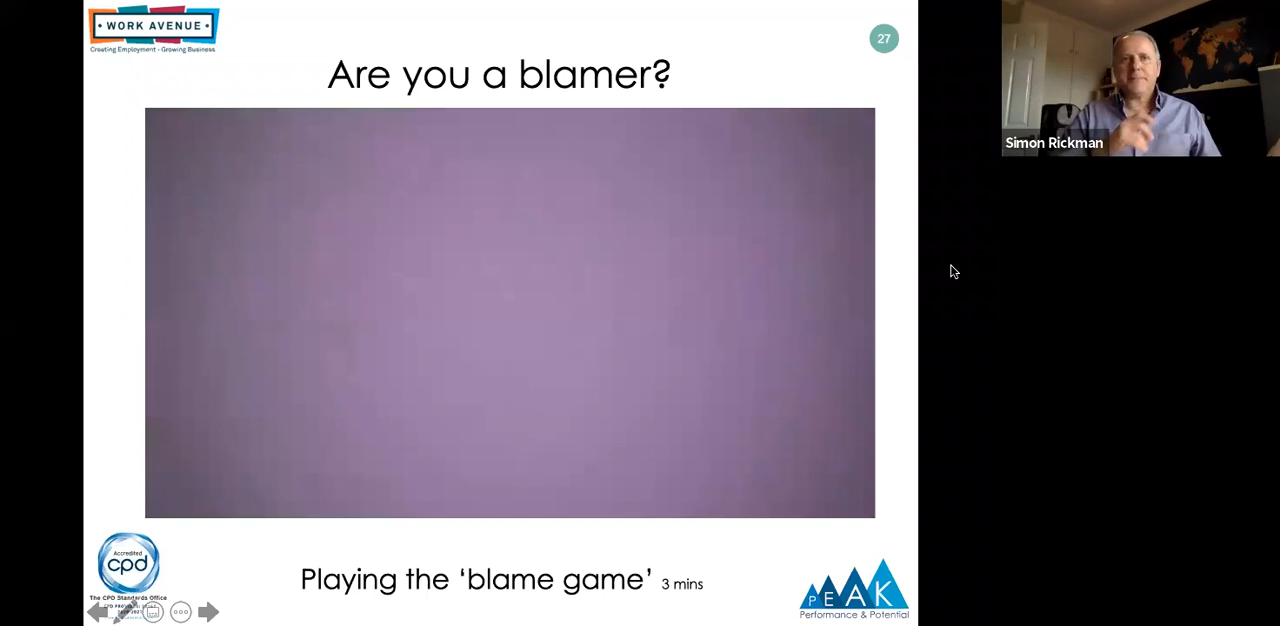 WORK AVENUE
Creating Employment - Growing Business
27
Are you a blamer?
Simon Rickman
Accredited
cpd
The CPD Standards Office
Playing the ‘blame game’ 3 mins
PEAK
Performance & Potential